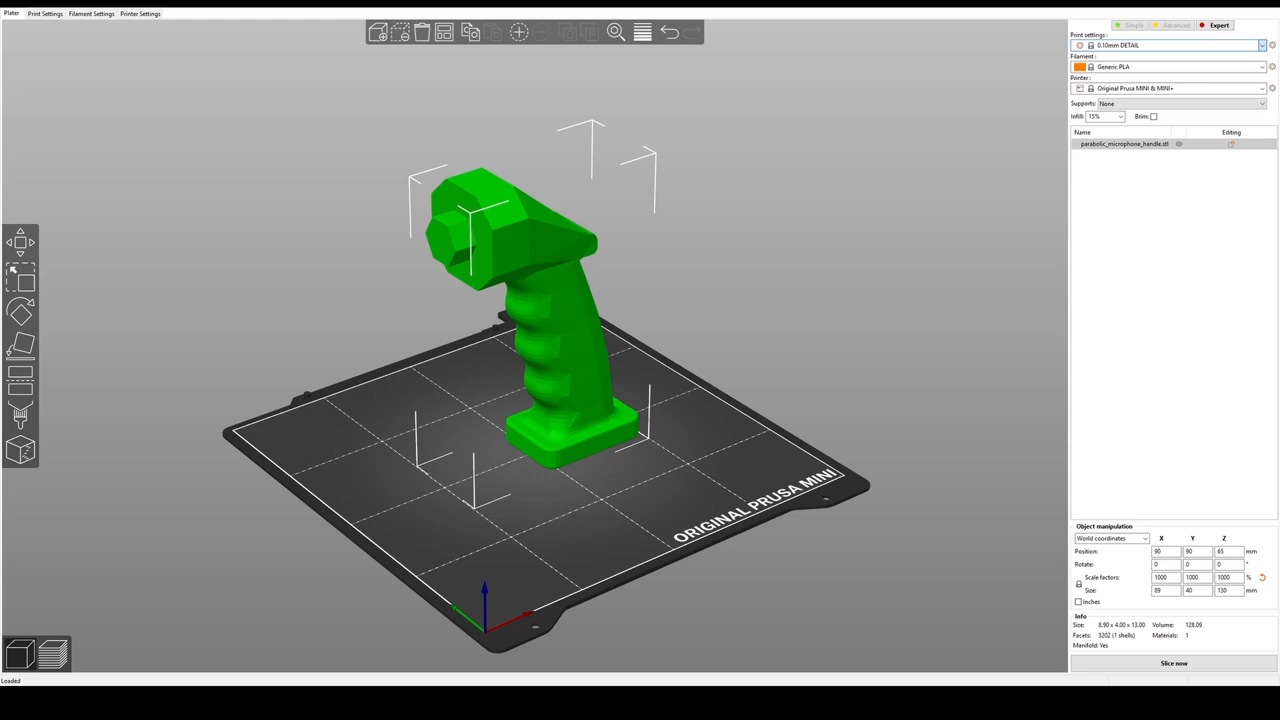 Plater Print Settings Filament Settings Printer Settings
Simple Advanced Expert
Print settings :
0.10mm DETAIL
Filament :
Generic PLA
Printer :
Original Prusa MINI & MINI+
Supports: None
Infill: 15% Brim:
Name Editing
parabolic_microphone_handle.stl
ORIGINAL PRUSA MINI
Object manipulation
World coordinates X Y Z
Position: 90 90 65 mm
Rotate: 0 0 0 °
Scale factors: 1000 1000 1000 %
Size: 89 40 130 mm
Inches
Info
Size: 8.90 x 4.00 x 13.00 Volume: 128.09
Facets: 3202 (1 shells) Materials: 1
Manifold: Yes
Slice now
Loaded